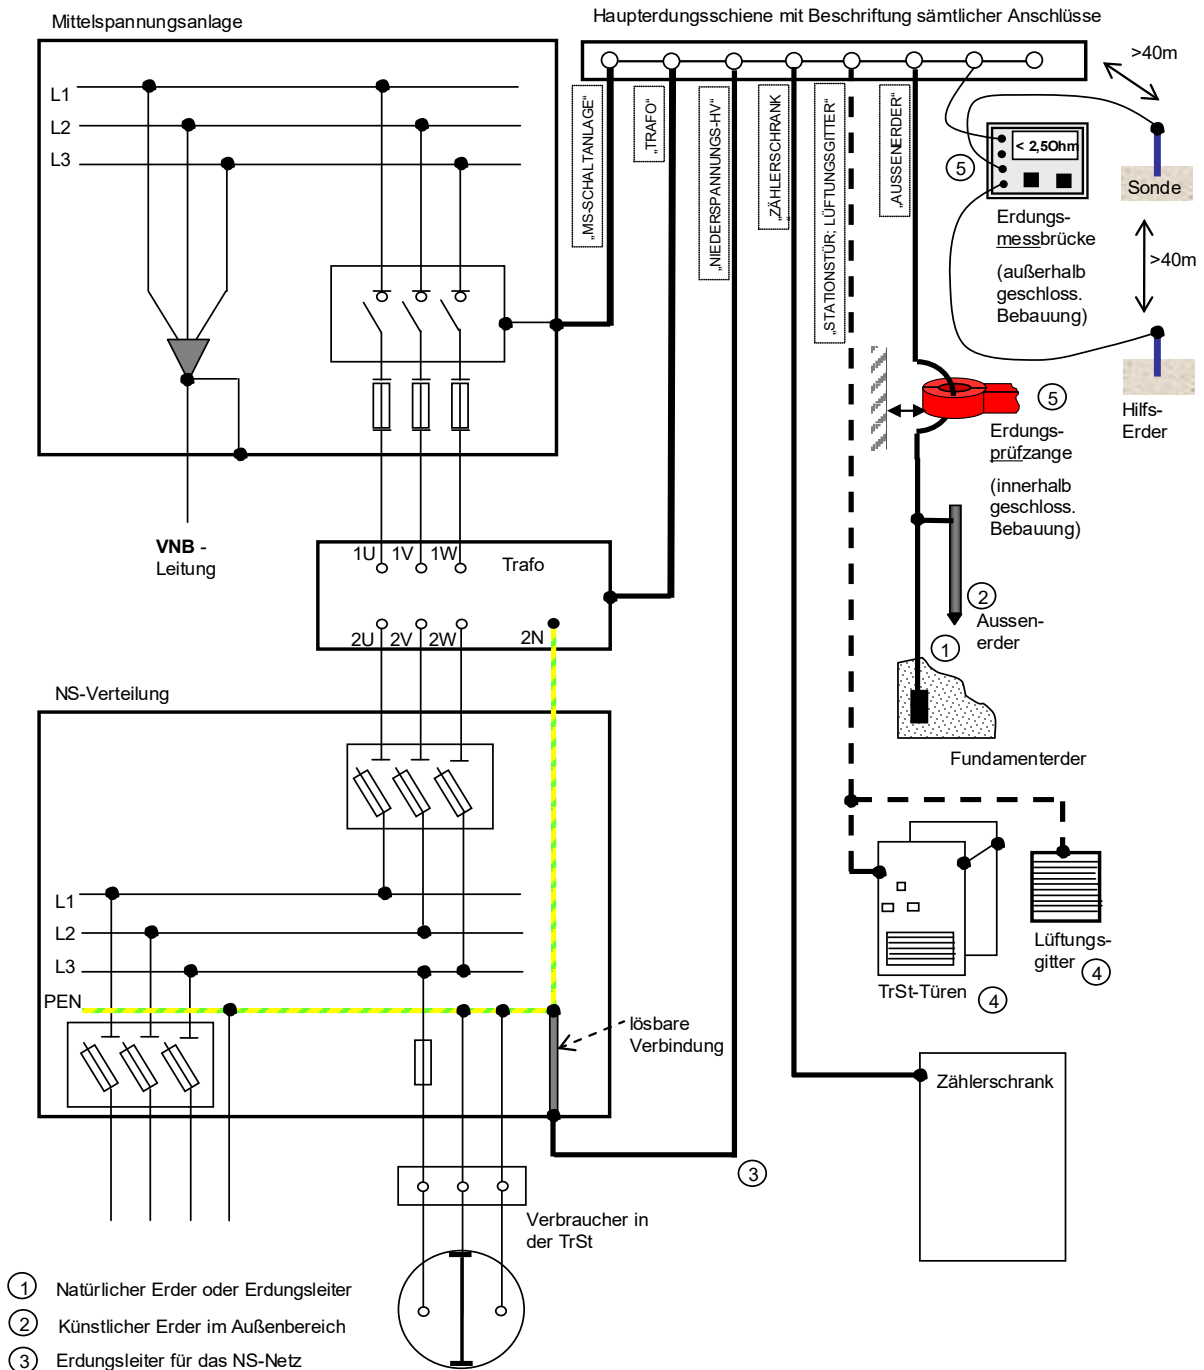 Mittelspannungsanlage
Haupterdungsschiene mit Beschriftung sämtlicher Anschlüsse
>40m
L1
L2
L3
„MS-SCHALTANLAGE“
„TRAFO“
„NIEDERSPANNUNGS-HV“
„ZÄHLERSCHRANK“
„STATIONSTÜR; LÜFTUNGSGITTER“
„AUSSENERDER“
5
< 2,5Ohm
Sonde
Erdungs-
messbrücke
(außerhalb
geschloss.
Bebauung)
>40m
Hilfs-
Erder
5
Erdungs-
prüfzange
(innerhalb
geschloss.
Bebauung)
VNB -
Leitung
1U 1V 1W
Trafo
2U 2V 2W 2N
2
Aussen-
erder
1
Fundamenterder
NS-Verteilung
L1
L2
L3
PEN
lösbare
Verbindung
TrSt-Türen
4
Lüftungs-
gitter
4
Zählerschrank
3
Verbraucher in
der TrSt
1 Natürlicher Erder oder Erdungsleiter
2 Künstlicher Erder im Außenbereich
3 Erdungsleiter für das NS-Netz